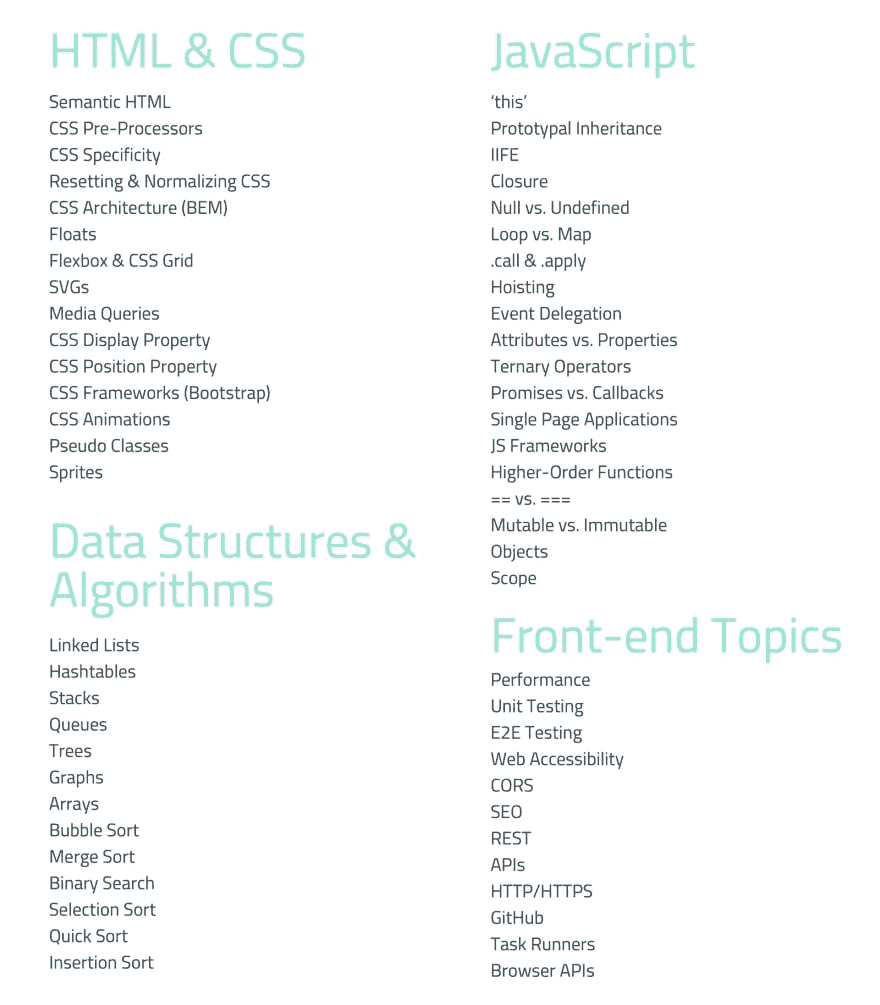 HTML & CSS
Semantic HTML
CSS Pre-Processors
CSS Specificity
Resetting & Normalizing CSS
CSS Architecture (BEM)
Floats
Flexbox & CSS Grid
SVGs
Media Queries
CSS Display Property
CSS Position Property
CSS Frameworks (Bootstrap)
CSS Animations
Pseudo Classes
Sprites
Data Structures &
Algorithms
Linked Lists
Hashtables
Stacks
Queues
Trees
Graphs
Arrays
Bubble Sort
Merge Sort
Binary Search
Selection Sort
Quick Sort
Insertion Sort
JavaScript
‘this’
Prototypal Inheritance
IIFE
Closure
Null vs. Undefined
Loop vs. Map
.call & .apply
Hoisting
Event Delegation
Attributes vs. Properties
Ternary Operators
Promises vs. Callbacks
Single Page Applications
JS Frameworks
Higher-Order Functions
== vs. ===
Mutable vs. Immutable
Objects
Scope
Front-end Topics
Performance
Unit Testing
E2E Testing
Web Accessibility
CORS
SEO
REST
APIs
HTTP/HTTPS
GitHub
Task Runners
Browser APIs